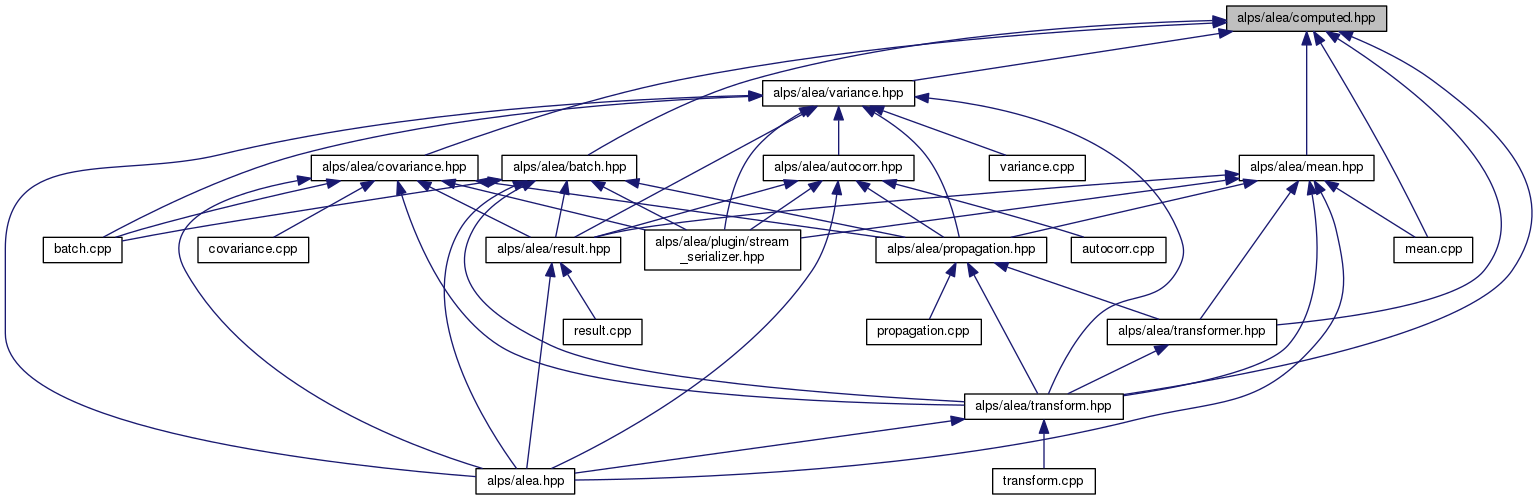 alps/alea/computed.hpp
alps/alea/variance.hpp
alps/alea/covariance.hpp
alps/alea/batch.hpp
alps/alea/autocorr.hpp
variance.cpp
alps/alea/mean.hpp
batch.cpp
covariance.cpp
alps/alea/result.hpp
alps/alea/plugin/stream
_serializer.hpp
alps/alea/propagation.hpp
autocorr.cpp
mean.cpp
result.cpp
propagation.cpp
alps/alea/transformer.hpp
alps/alea/transform.hpp
alps/alea.hpp
transform.cpp